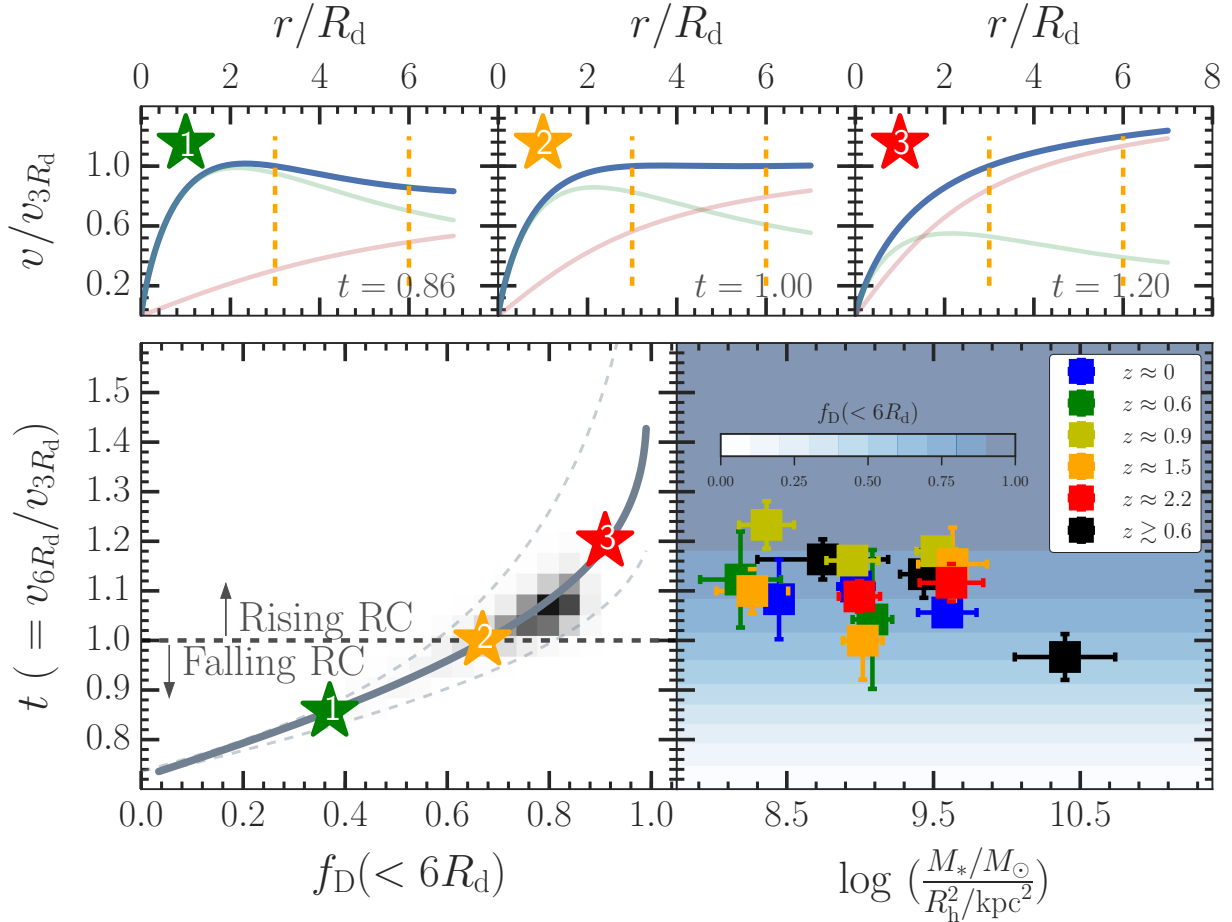 r/R_d r/R_d r/R_d
0 2 4 6 0 2 4 6 0 2 4 6 8
v/v_{3R_d}
1.0
0.6
0.2
1 2 3
t = 0.86 t = 1.00 t = 1.20
t ( = v_{6R_d}/v_{3R_d})
1.5
1.4
1.3
1.2
1.1
1.0
0.9
0.8
Rising RC
Falling RC
1
2
3
0.0 0.2 0.4 0.6 0.8 1.0
f_D(< 6R_d)
f_D(< 6R_d)
0.00 0.25 0.50 0.75 1.00
z ≈ 0
z ≈ 0.6
z ≈ 0.9
z ≈ 1.5
z ≈ 2.2
z ≳ 0.6
8.5 9.5 10.5
log (\frac{M_*/M_⊙}{R_h^2/kpc^2})